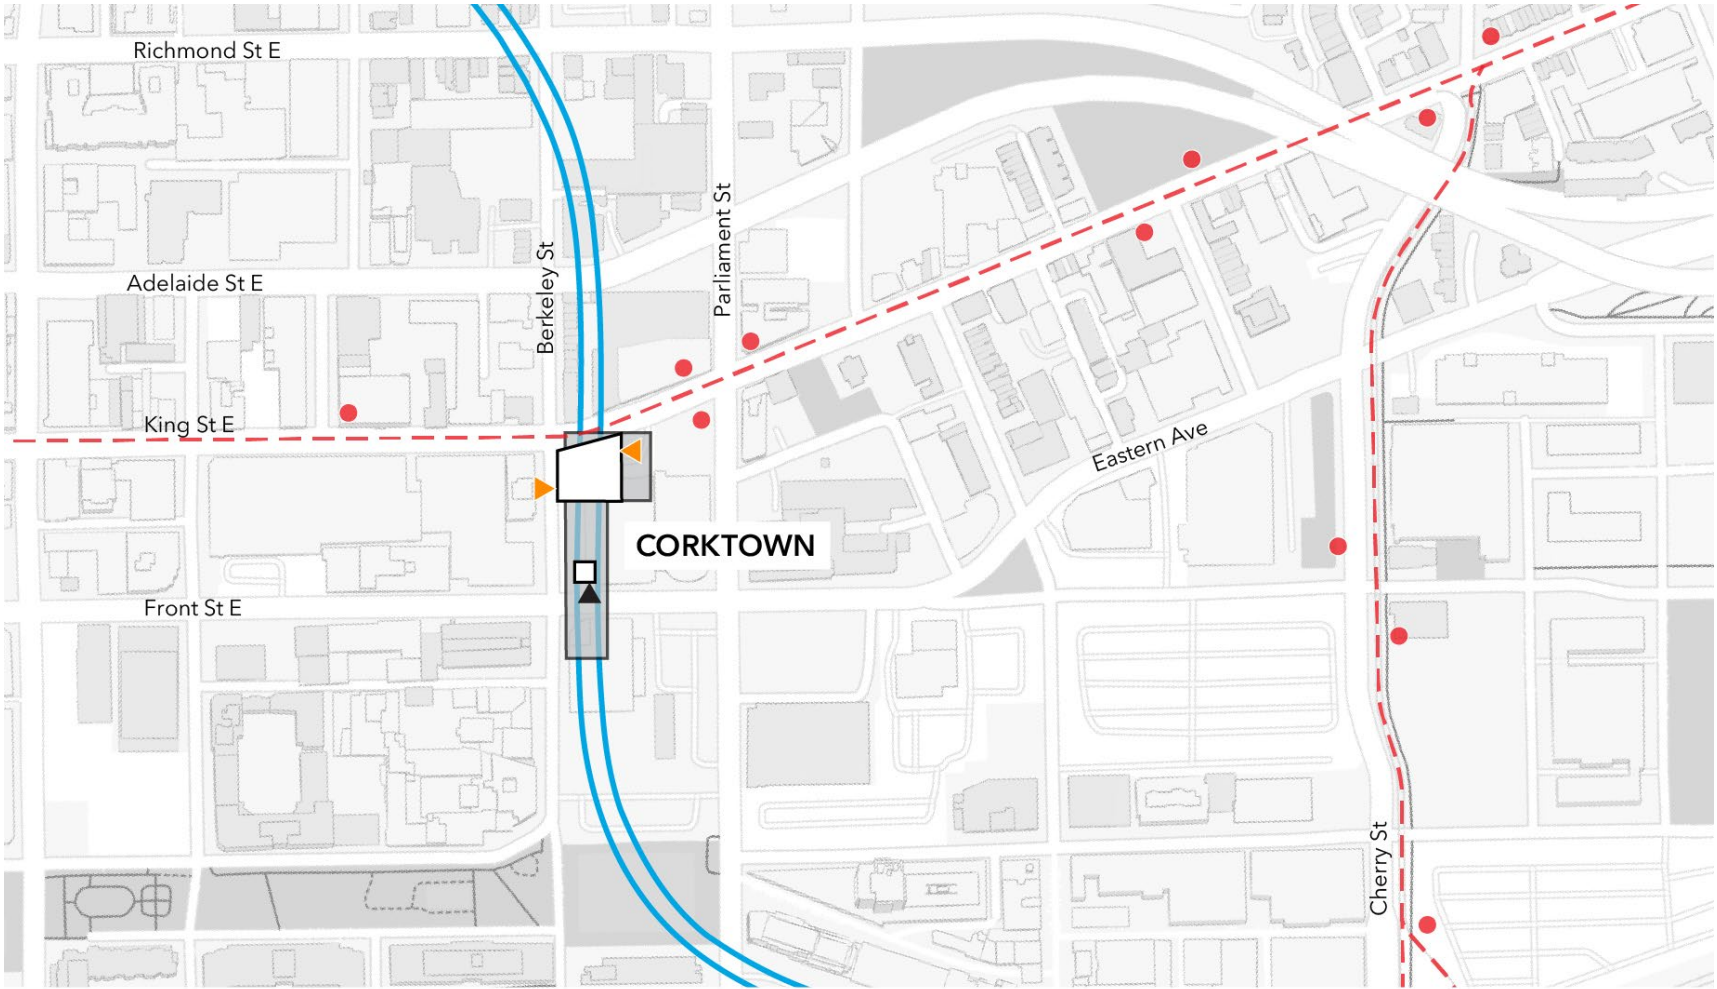 Richmond St E
Parliament St
Berkeley St
Adelaide St E
King St E
Eastern Ave
CORKTOWN
Front St E
Cherry St